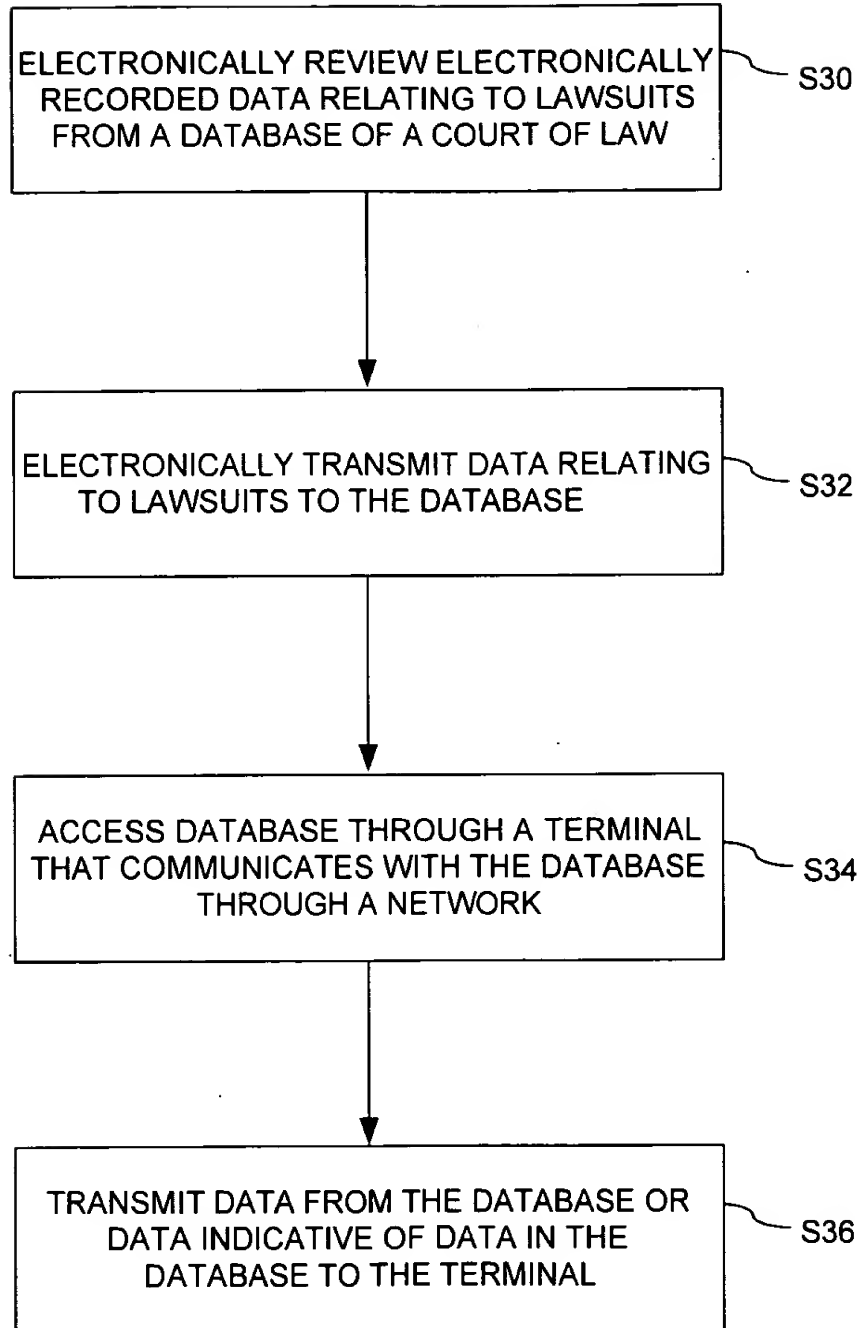 ELECTRONICALLY REVIEW ELECTRONICALLY
RECORDED DATA RELATING TO LAWSUITS
FROM A DATABASE OF A COURT OF LAW
S30
ELECTRONICALLY TRANSMIT DATA RELATING
TO LAWSUITS TO THE DATABASE
S32
ACCESS DATABASE THROUGH A TERMINAL
THAT COMMUNICATES WITH THE DATABASE
THROUGH A NETWORK
S34
TRANSMIT DATA FROM THE DATABASE OR
DATA INDICATIVE OF DATA IN THE
DATABASE TO THE TERMINAL
S36